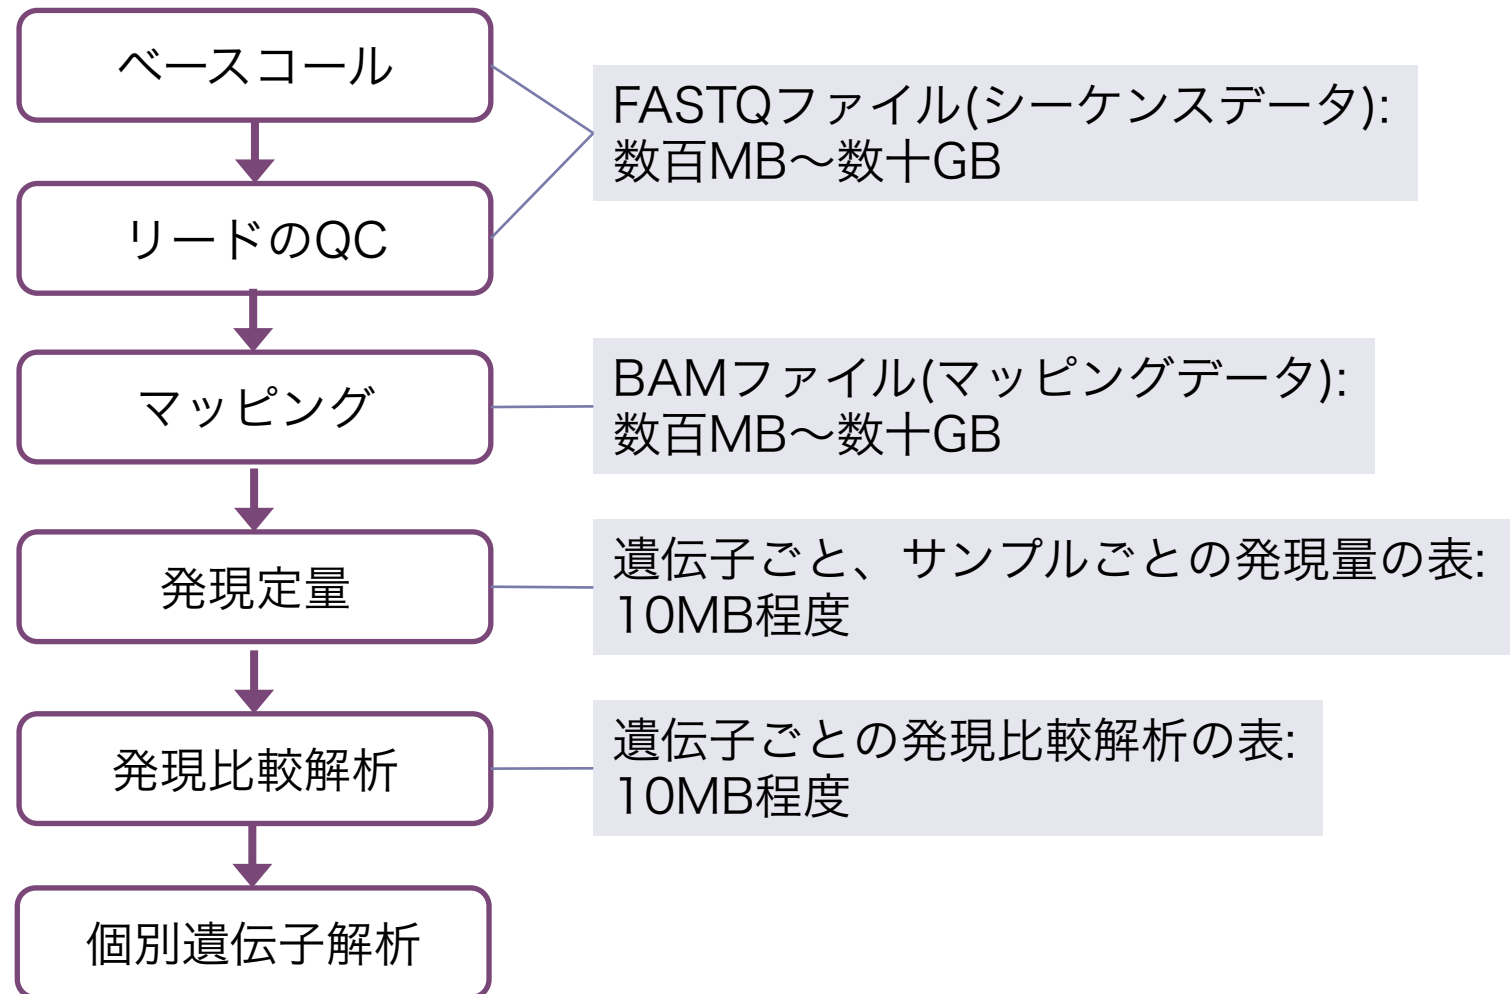 ベースコール
FASTQファイル(シーケンスデータ):
数百MB〜数十GB
リードのQC
マッピング
BAMファイル(マッピングデータ):
数百MB〜数十GB
発現定量
遺伝子ごと、サンプルごとの発現量の表:
10MB程度
発現比較解析
遺伝子ごとの発現比較解析の表:
10MB程度
個別遺伝子解析